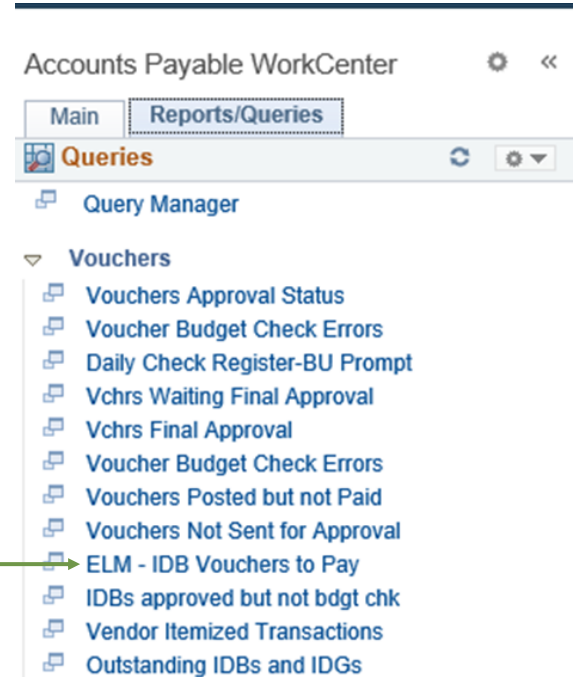 Accounts Payable WorkCenter
Main Reports/Queries
Queries
Query Manager
Vouchers
Vouchers Approval Status
Voucher Budget Check Errors
Daily Check Register-BU Prompt
Vchrs Waiting Final Approval
Vchrs Final Approval
Voucher Budget Check Errors
Vouchers Posted but not Paid
Vouchers Not Sent for Approval
ELM - IDB Vouchers to Pay
IDBs approved but not bdgt chk
Vendor Itemized Transactions
Outstanding IDBs and IDGs